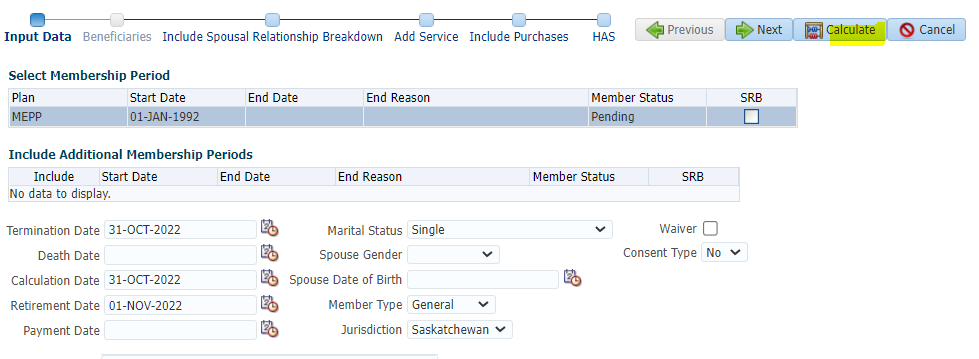 Input Data Beneficiaries Include Spousal Relationship Breakdown Add Service Include Purchases HAS Previous Next Calculate Cancel
Select Membership Period
Plan Start Date End Date End Reason Member Status SRB
MEPP 01-JAN-1992 Pending
Include Additional Membership Periods
Include Start Date End Date End Reason Member Status SRB
No data to display.
Termination Date 31-OCT-2022 Marital Status Single Waiver
Death Date Spouse Gender Consent Type No
Calculation Date 31-OCT-2022 Spouse Date of Birth
Retirement Date 01-NOV-2022 Member Type General
Payment Date Jurisdiction Saskatchewan